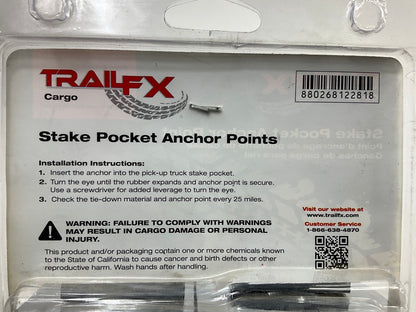 TRAILFX
Cargo
880268122818
Stake Pocket Anchor Points
Installation Instructions:
1. Insert the anchor into the pick-up truck stake pocket.
2. Turn the eye until the rubber expands and anchor point is secure.
Use a screwdriver for added leverage to turn the eye.
3. Check the tie-down material and anchor point every 25 miles.
WARNING: FAILURE TO COMPLY WITH WARNINGS
MAY RESULT IN CARGO DAMAGE OR PERSONAL
INJURY.
This product and/or packaging contain one or more chemicals known
to the State of California to cause cancer and birth defects or other
reproductive harm. Wash hands after handling.
Visit our website at
www.trailfx.com
Customer Service
1-866-638-4870